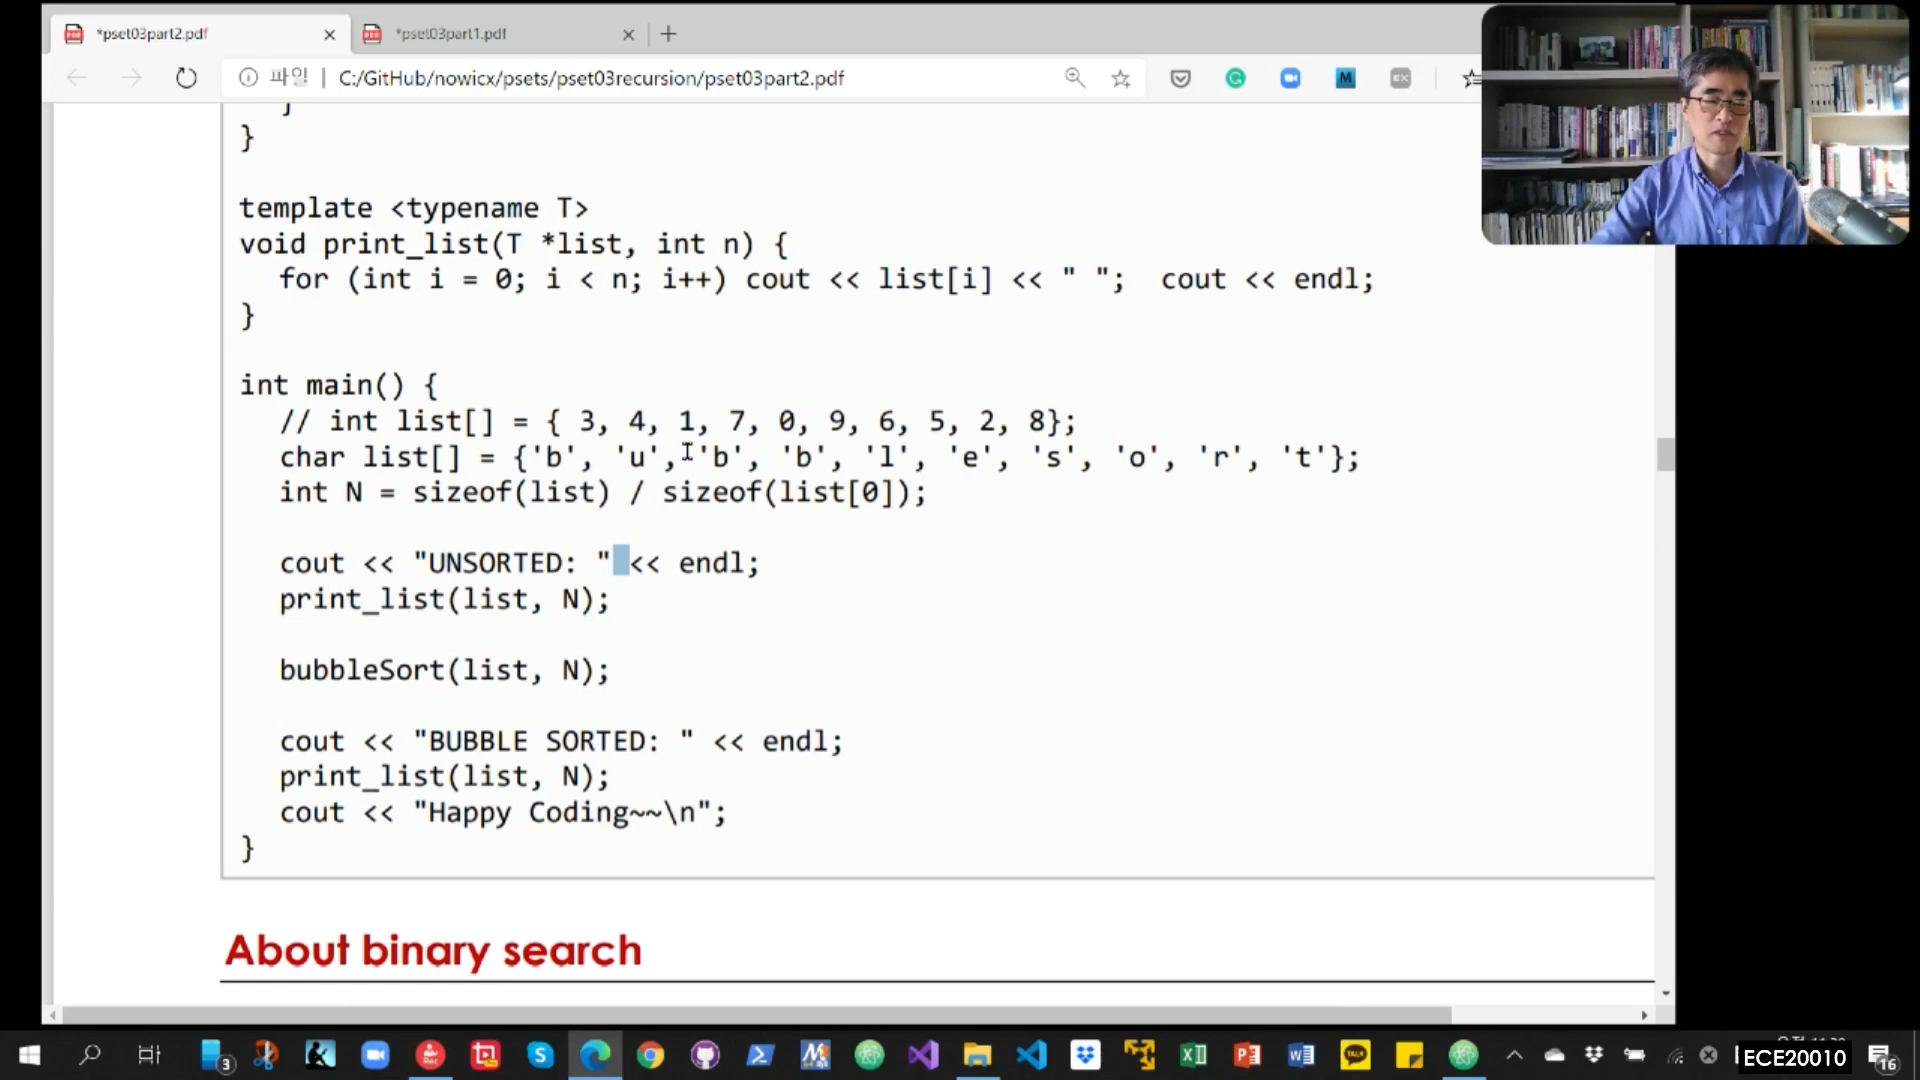 *pset03part2.pdf
*pset03part1.pdf
파일 | C:/GitHub/nowicx/psets/pset03recursion/pset03part2.pdf
}
}
template <typename T>
void print_list(T *list, int n) {
for (int i = 0; i < n; i++) cout << list[i] << " ";  cout << endl;
}
int main() {
// int list[] = { 3, 4, 1, 7, 0, 9, 6, 5, 2, 8};
char list[] = {'b', 'u', 'b', 'b', 'l', 'e', 's', 'o', 'r', 't'};
int N = sizeof(list) / sizeof(list[0]);
cout << "UNSORTED: " << endl;
print_list(list, N);
bubbleSort(list, N);
cout << "BUBBLE SORTED: " << endl;
print_list(list, N);
cout << "Happy Coding~~\n";
}
About binary search
3
ECE20010
16